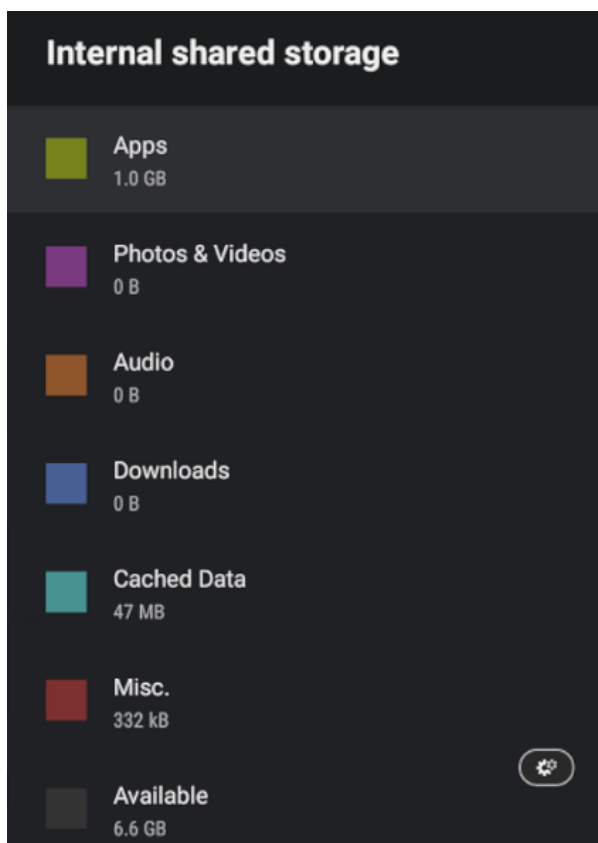 Internal shared storage
Apps
1.0 GB
Photos & Videos
0 B
Audio
0 B
Downloads
0 B
Cached Data
47 MB
Misc.
332 kB
Available
6.6 GB